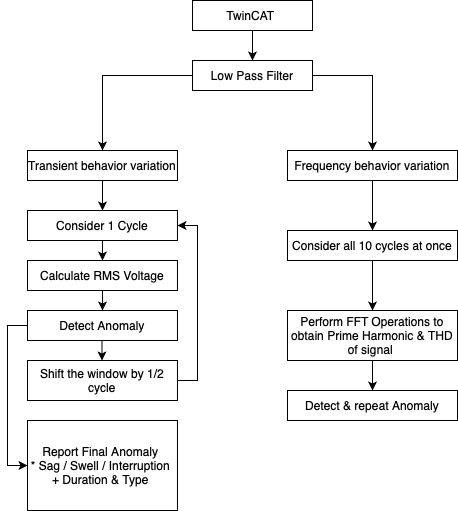 TwinCAT
Low Pass Filter
Transient behavior variation
Frequency behavior variation
Consider 1 Cycle
Consider all 10 cycles at once
Calculate RMS Voltage
Detect Anomaly
Perform FFT Operations to
obtain Prime Harmonic & THD
of signal
Shift the window by 1/2
cycle
Detect & repeat Anomaly
Report Final Anomaly
* Sag / Swell / Interruption
+ Duration & Type